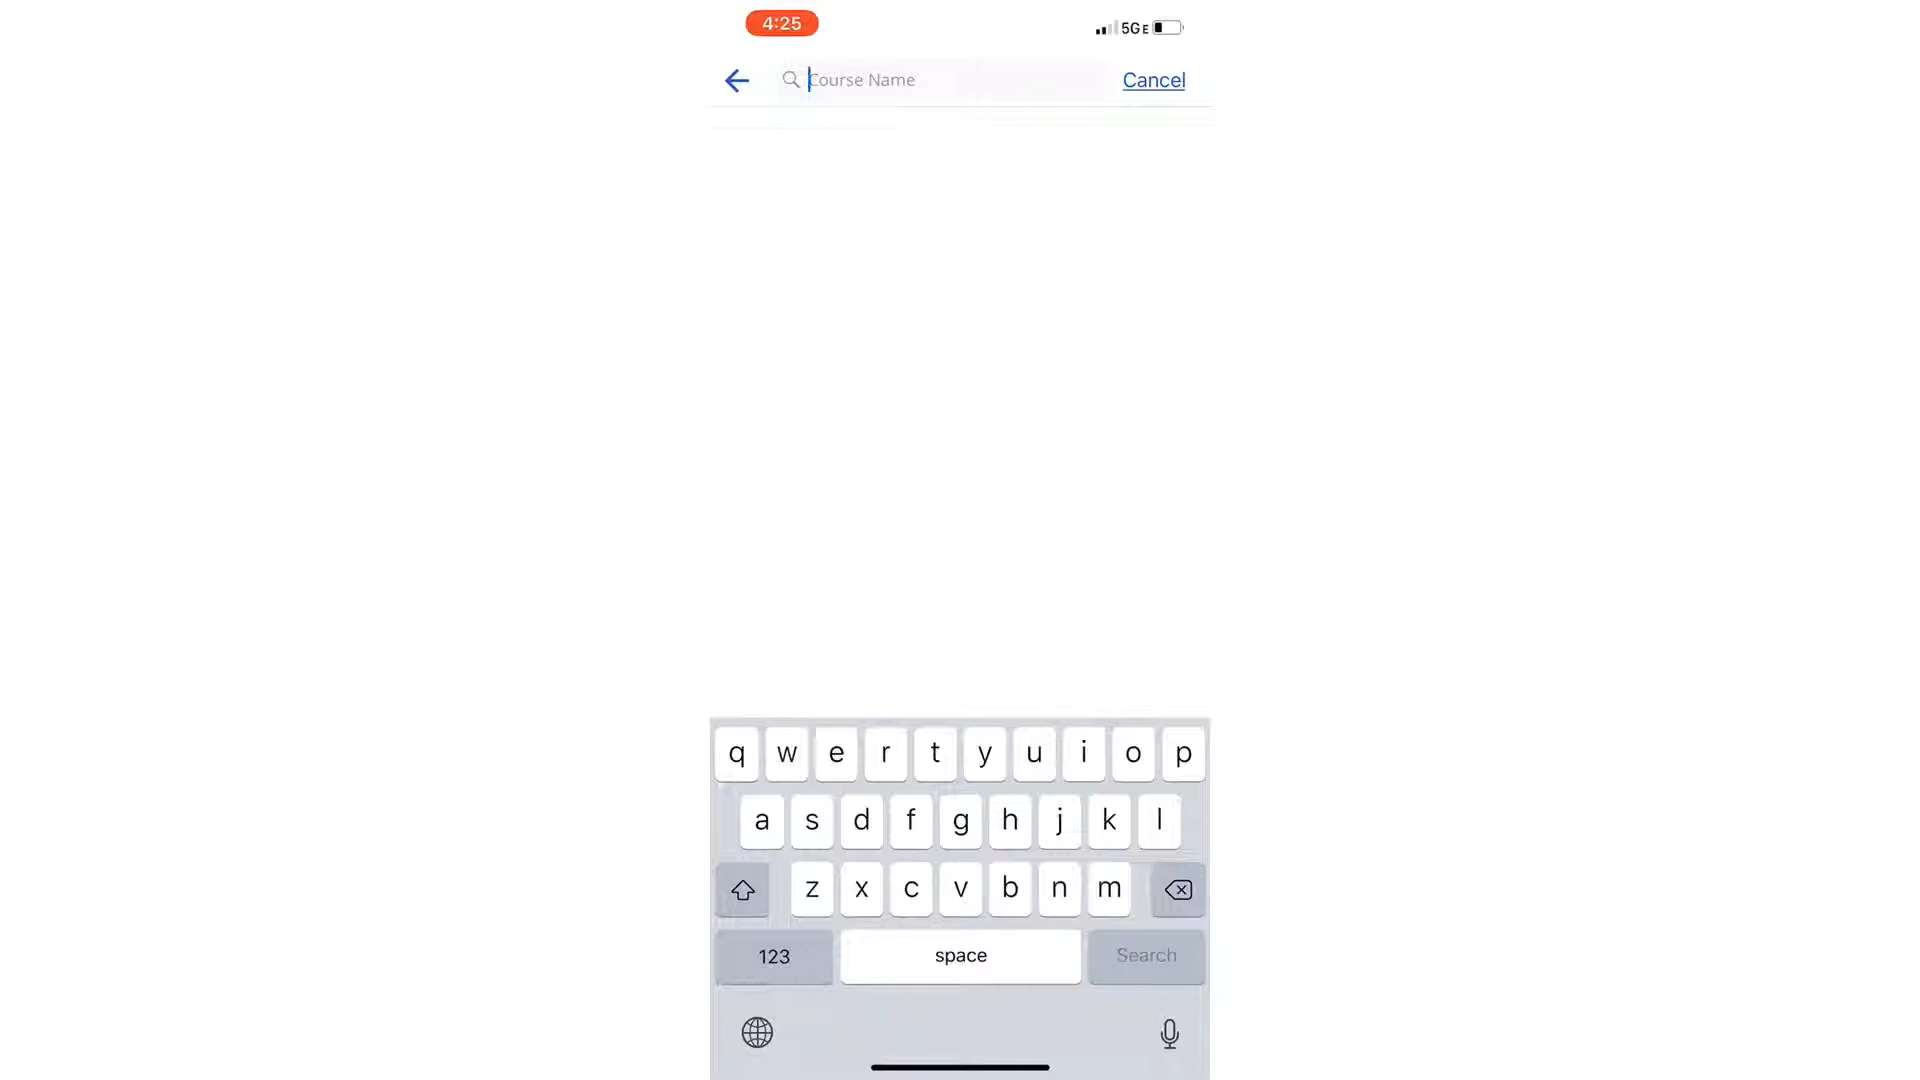 4:25 5GE
Course Name Cancel
q w e r t y u i o p
a s d f g h j k l
z x c v b n m
123 space Search